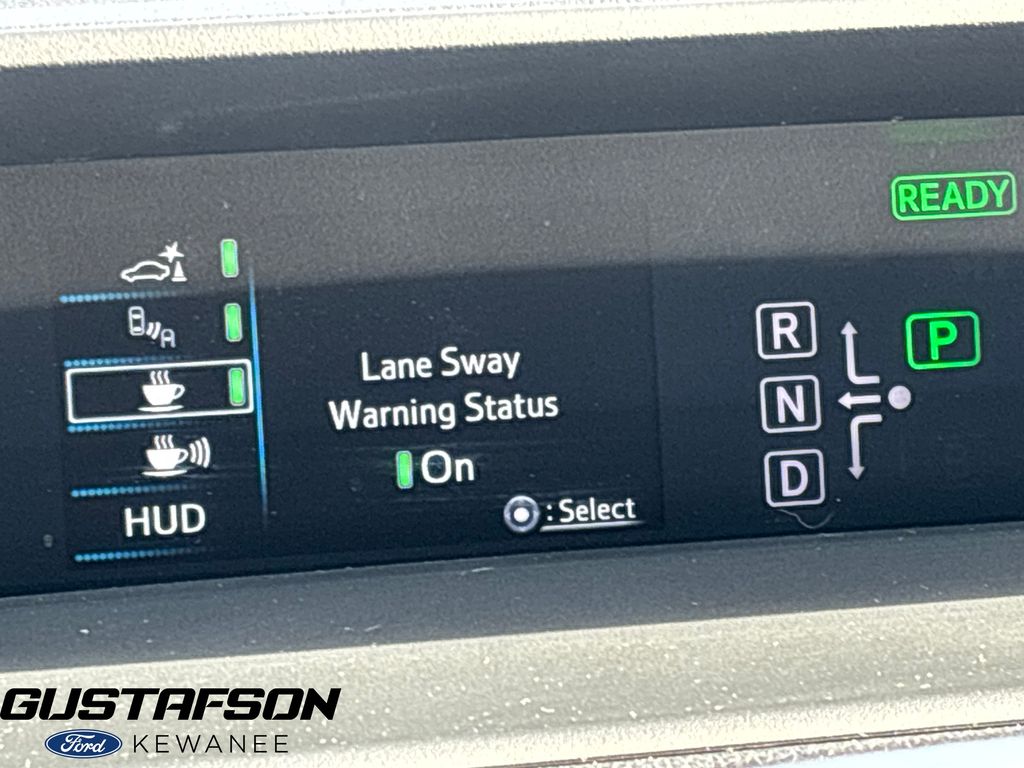 READY
Lane Sway
Warning Status
On
: Select
HUD
R
N
D
P
GUSTAFSON
Ford KEWANEE